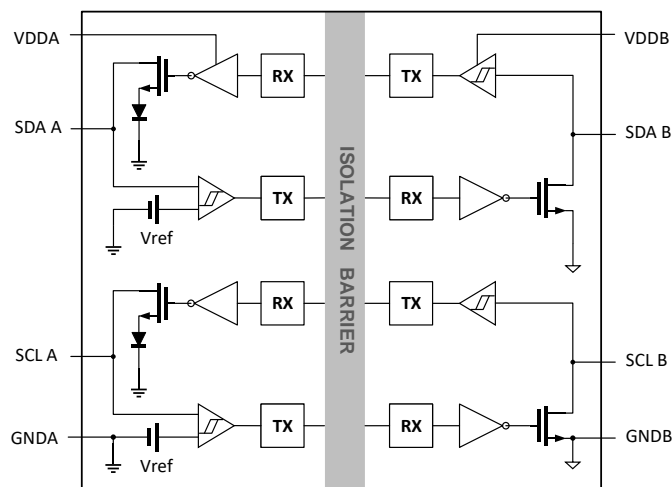 VDDA
VDDB
RX
TX
SDA A
SDA B
TX
RX
Vref
ISOLATION BARRIER
RX
TX
SCL A
SCL B
TX
RX
GNDA
GNDB
Vref